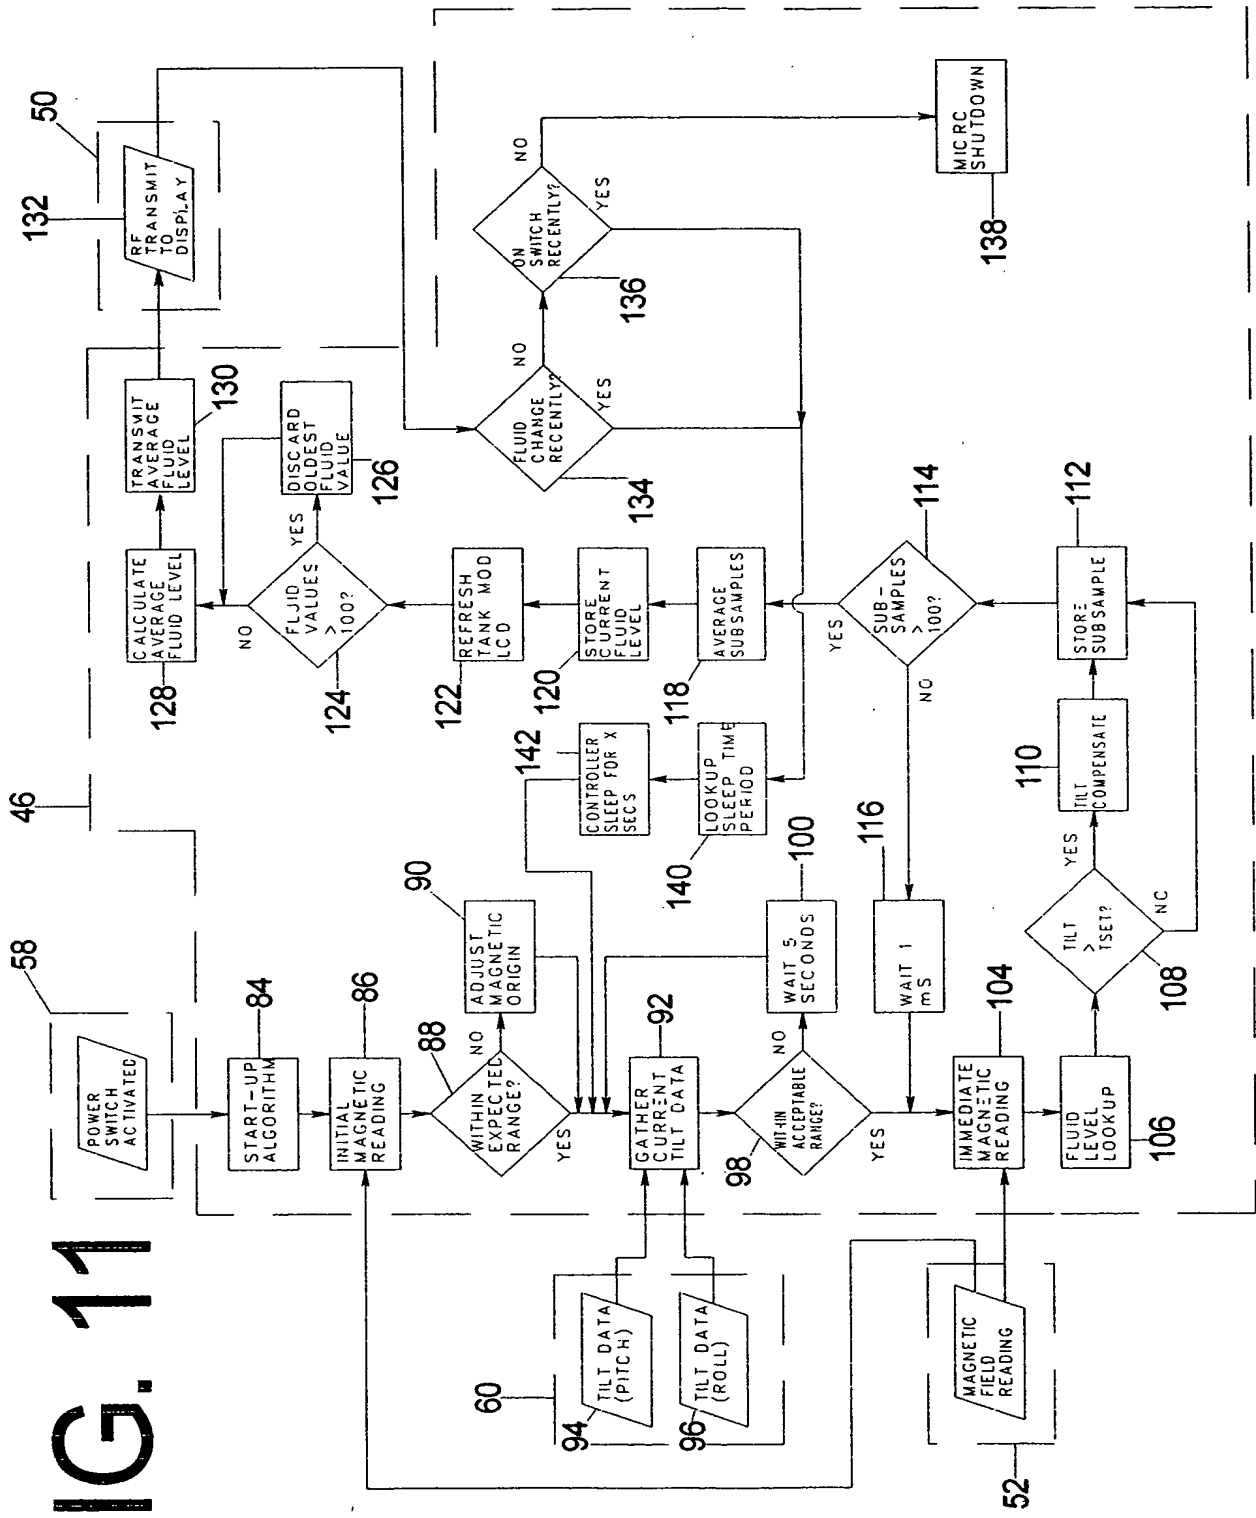 IG. 11
58
POWER
SWITCH
ACTIVATED
46
START-UP
ALGORITHM
84
INITIAL
MAGNETIC
READING
86
WITHIN
EXPECTED
RANGE?
88
NO
YES
ADJUST
MAGNETIC
ORIGIN
90
GATHER
CURRENT
TILT DATA
92
60
TILT DATA
(PITCH)
94
TILT DATA
(ROLL)
96
WITHIN
ACCEPTABLE
RANGE?
98
NO
YES
WAIT 5
SECONDS
100
MAGNETIC
FIELD
READING
52
IMMEDIATE
MAGNETIC
READING
104
FLUID
LEVEL
LOOKUP
106
TILT
>
TSET?
108
YES
NC
TILT
COMPENSATE
110
STORE
SUBSAMPLE
112
SUB-
SAMPLES
>
100?
114
NO
YES
WAIT 1
mS
116
AVERAGE
SUBSAMPLES
118
STORE
CURRENT
FLUID
LEVEL
120
REFRESH
TANK MOD
LCD
122
FLUID
VALUES
>
100?
124
YES
NO
DISCARD
OLDEST
FLUID
VALUE
126
CALCULATE
AVERAGE
FLUID LEVEL
128
TRANSMIT
AVERAGE
FLUID
LEVEL
130
RF
TRANSMIT
TO
DISPLAY
132
50
FLUID
CHANGE
RECENTLY?
134
NO
YES
ON
SWITCH
RECENTLY?
136
NO
YES
MICRC
SHUTDOWN
138
LOOKUP
SLEEP TIME
PERIOD
140
CONTROLLER
SLEEP FOR X
SECS
142